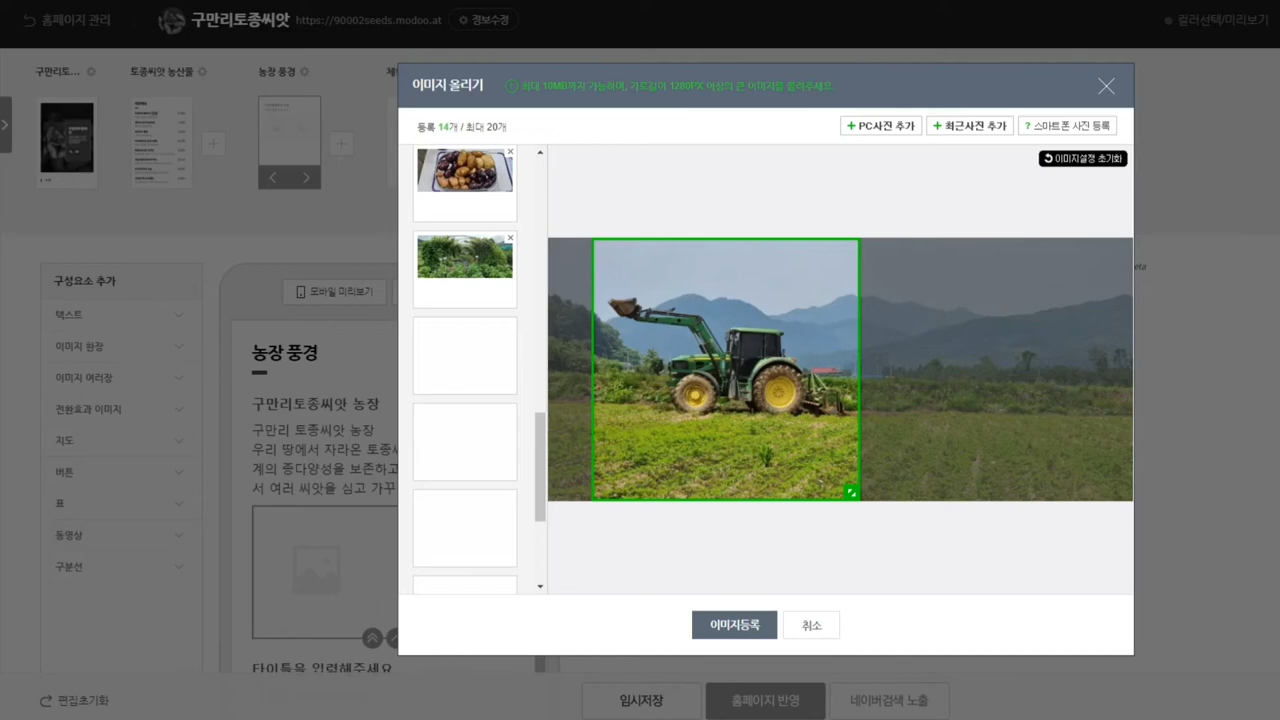 홈페이지 관리
구만리토종씨앗 https://90002seeds.modoo.at 정보수정
컬러선택/미리보기
구만리토...
토종씨앗 농산물
농장 풍경
이미지 올리기
최대 10MB까지 가능하며, 가로길이 1280PX 이상의 큰 이미지를 올려주세요.
등록 14개 / 최대 20개
PC사진 추가
최근사진 추가
? 스마트폰 사진 등록
이미지설정 초기화
구성요소 추가
텍스트
이미지 한장
이미지 여러장
전환효과 이미지
지도
버튼
표
동영상
구분선
모바일 미리보기
농장 풍경
구만리토종씨앗 농장
구만리 토종씨앗 농장
우리 땅에서 자라온 토종
계의 종다양성을 보존하고
서 여러 씨앗을 심고 가꾸
타이틀을 입력해주세요
이미지등록
취소
편집초기화
임시저장
홈페이지 반영
네이버검색 노출